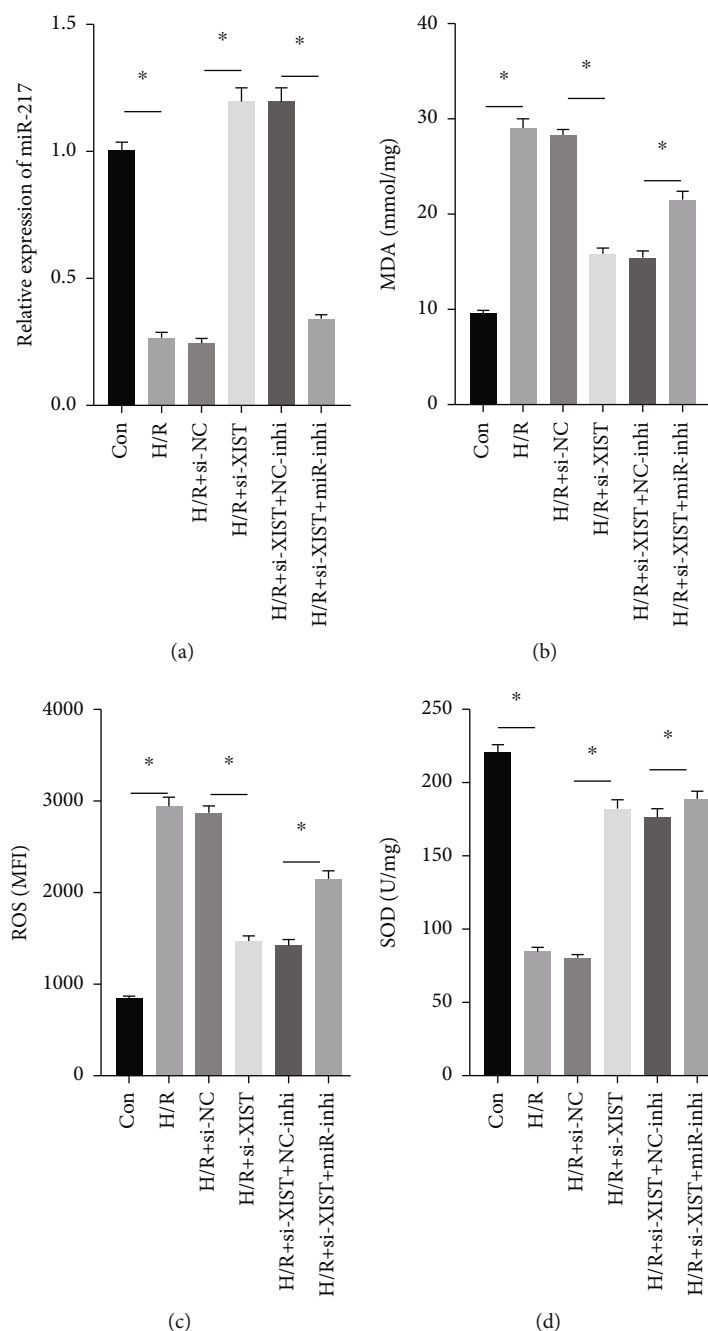 Relative expression of miR-217
1.5
1.0
0.5
0.0
*
*
*
Con
H/R
H/R+si-NC
H/R+si-XIST
H/R+si-XIST+NC-inhi
H/R+si-XIST+miR-inhi
(a)
MDA (mmol/mg)
40
30
20
10
0
*
*
*
Con
H/R
H/R+si-NC
H/R+si-XIST
H/R+si-XIST+NC-inhi
H/R+si-XIST+miR-inhi
(b)
ROS (MFI)
4000
3000
2000
1000
0
*
*
*
Con
H/R
H/R+si-NC
H/R+si-XIST
H/R+si-XIST+NC-inhi
H/R+si-XIST+miR-inhi
(c)
SOD (U/mg)
250
200
150
100
50
0
*
*
*
Con
H/R
H/R+si-NC
H/R+si-XIST
H/R+si-XIST+NC-inhi
H/R+si-XIST+miR-inhi
(d)